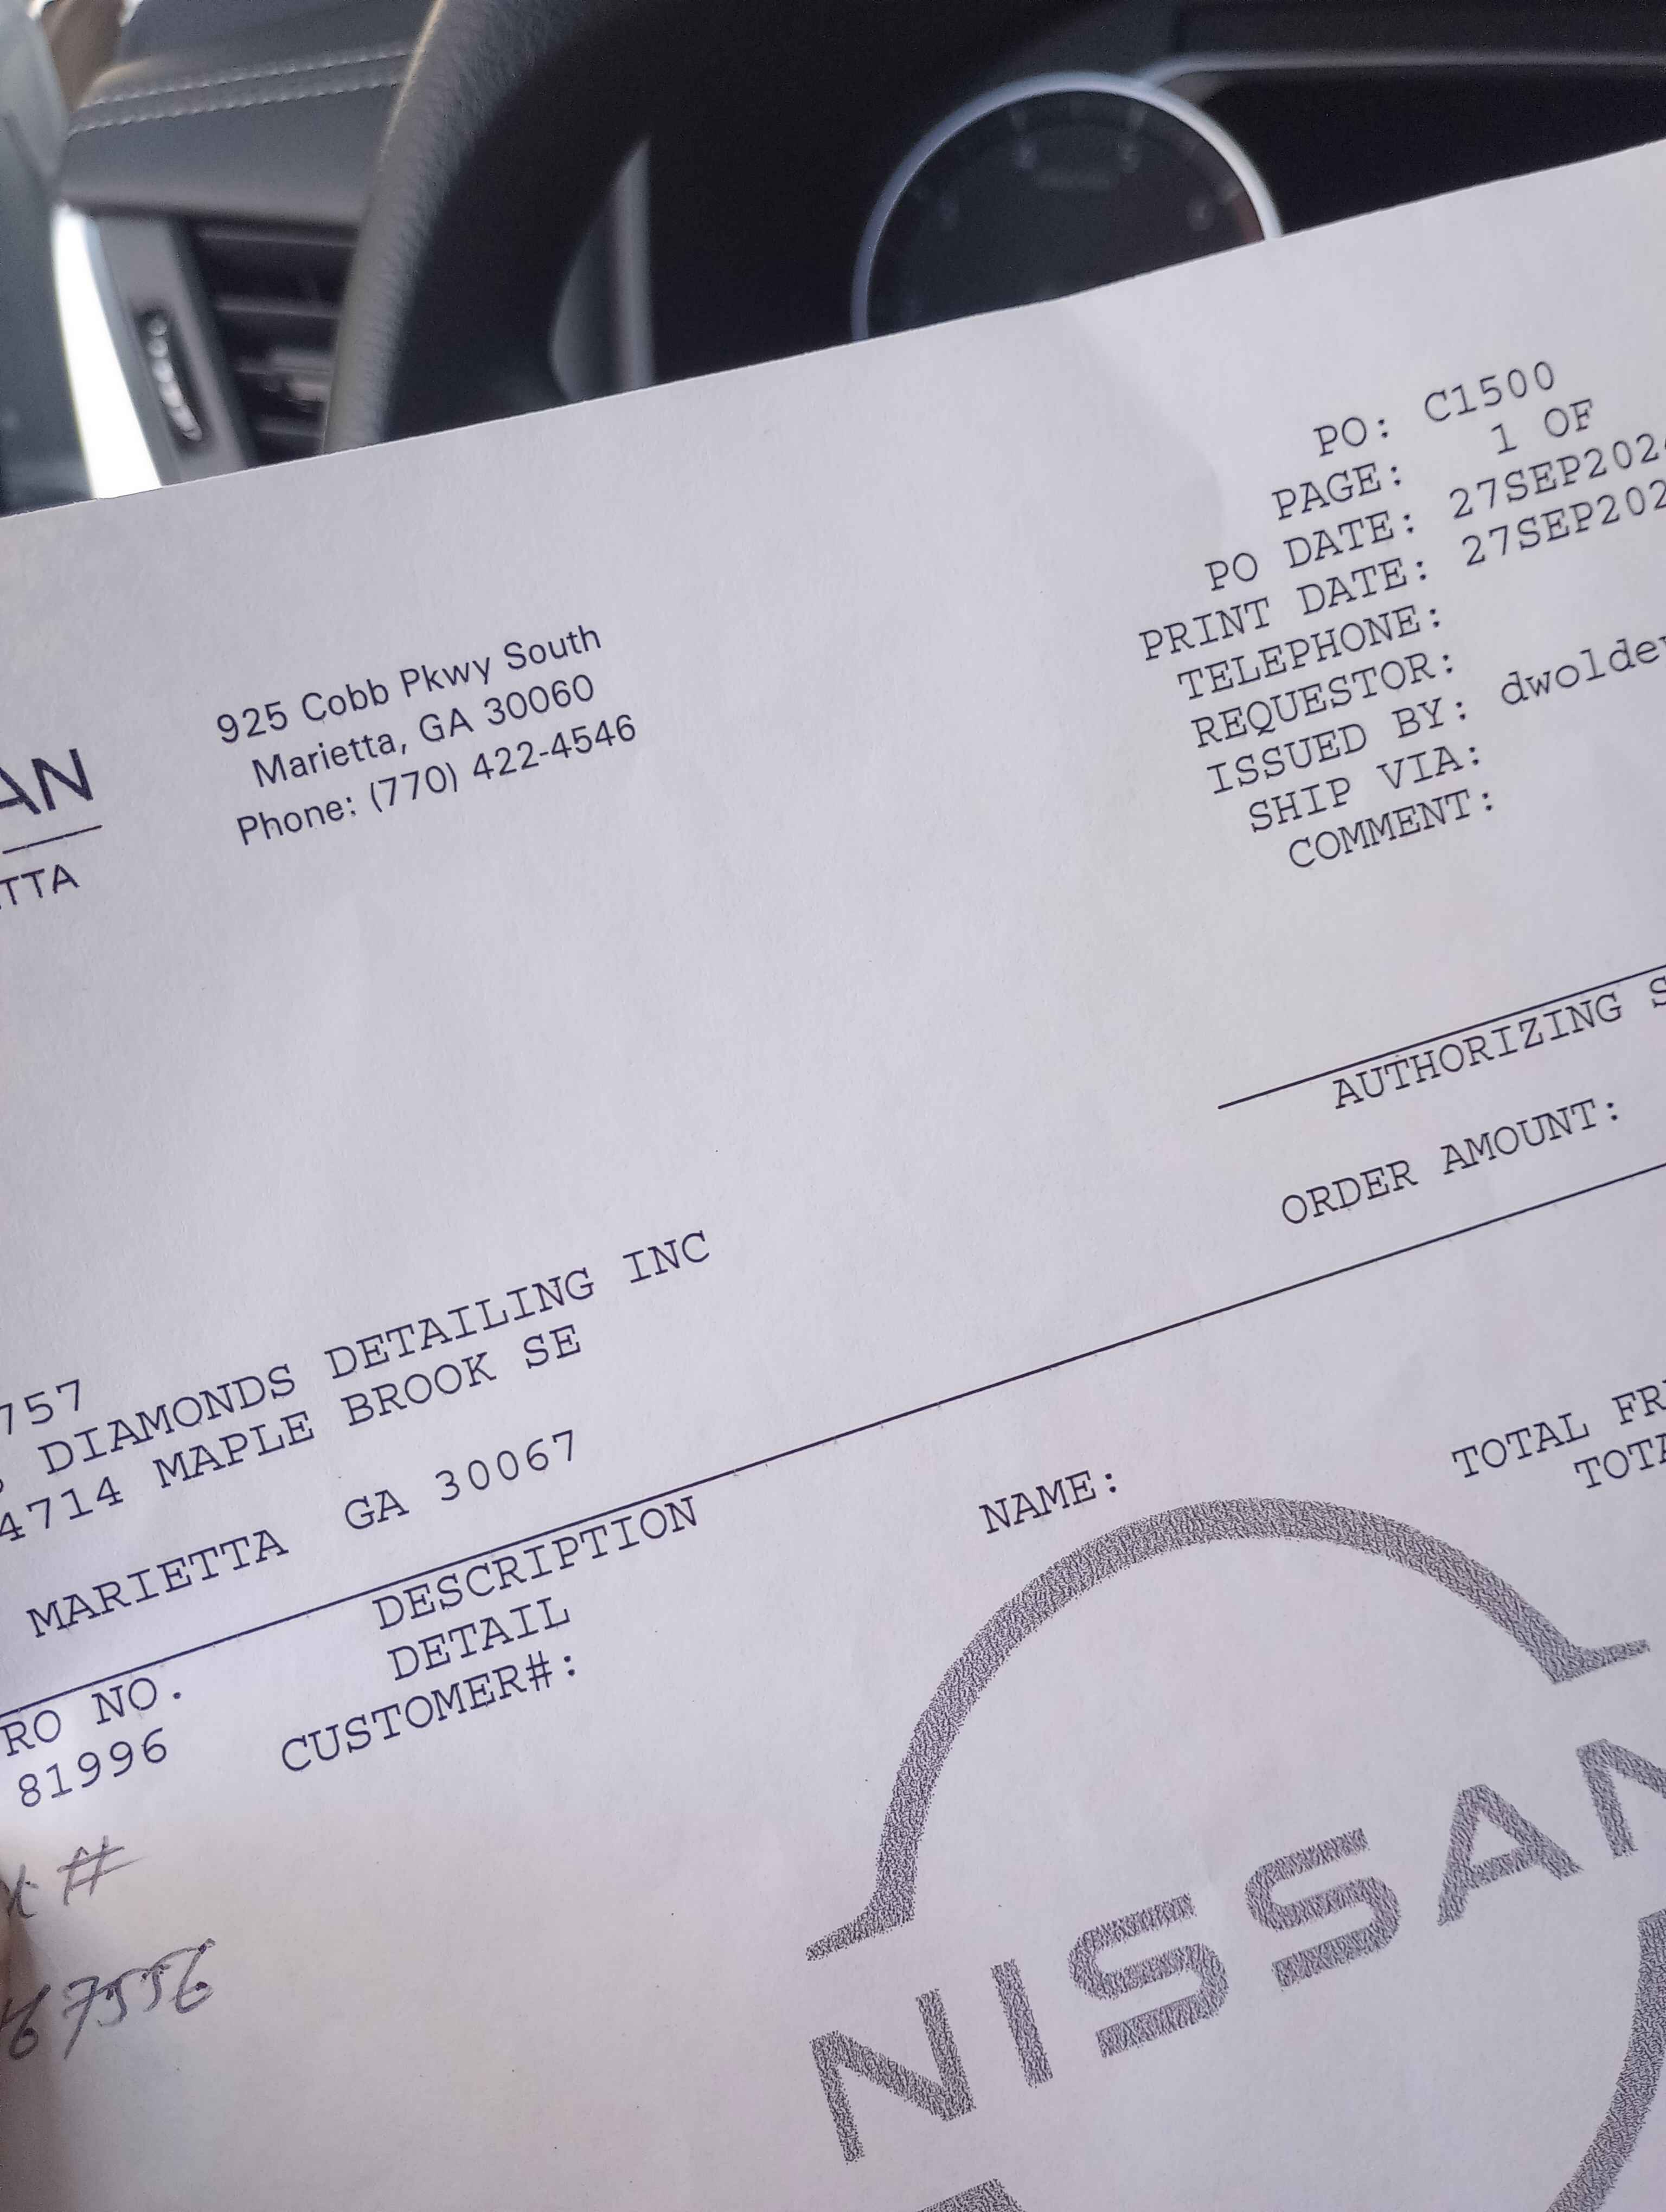 PO: C1500
PAGE: 1 OF
PO DATE: 27SEP202
PRINT DATE: 27SEP202
TELEPHONE:
REQUESTOR:
ISSUED BY: dwolde
SHIP VIA:
COMMENT:
AN
TTA
925 Cobb Pkwy South
Marietta, GA 30060
Phone: (770) 422-4546
AUTHORIZING S
ORDER AMOUNT:
757
DIAMONDS DETAILING INC
4714 MAPLE BROOK SE
MARIETTA GA 30067
RO NO. DESCRIPTION
81996 DETAIL
CUSTOMER#: NAME:
TOTAL FR
TOTA
#
67556
NISSAN